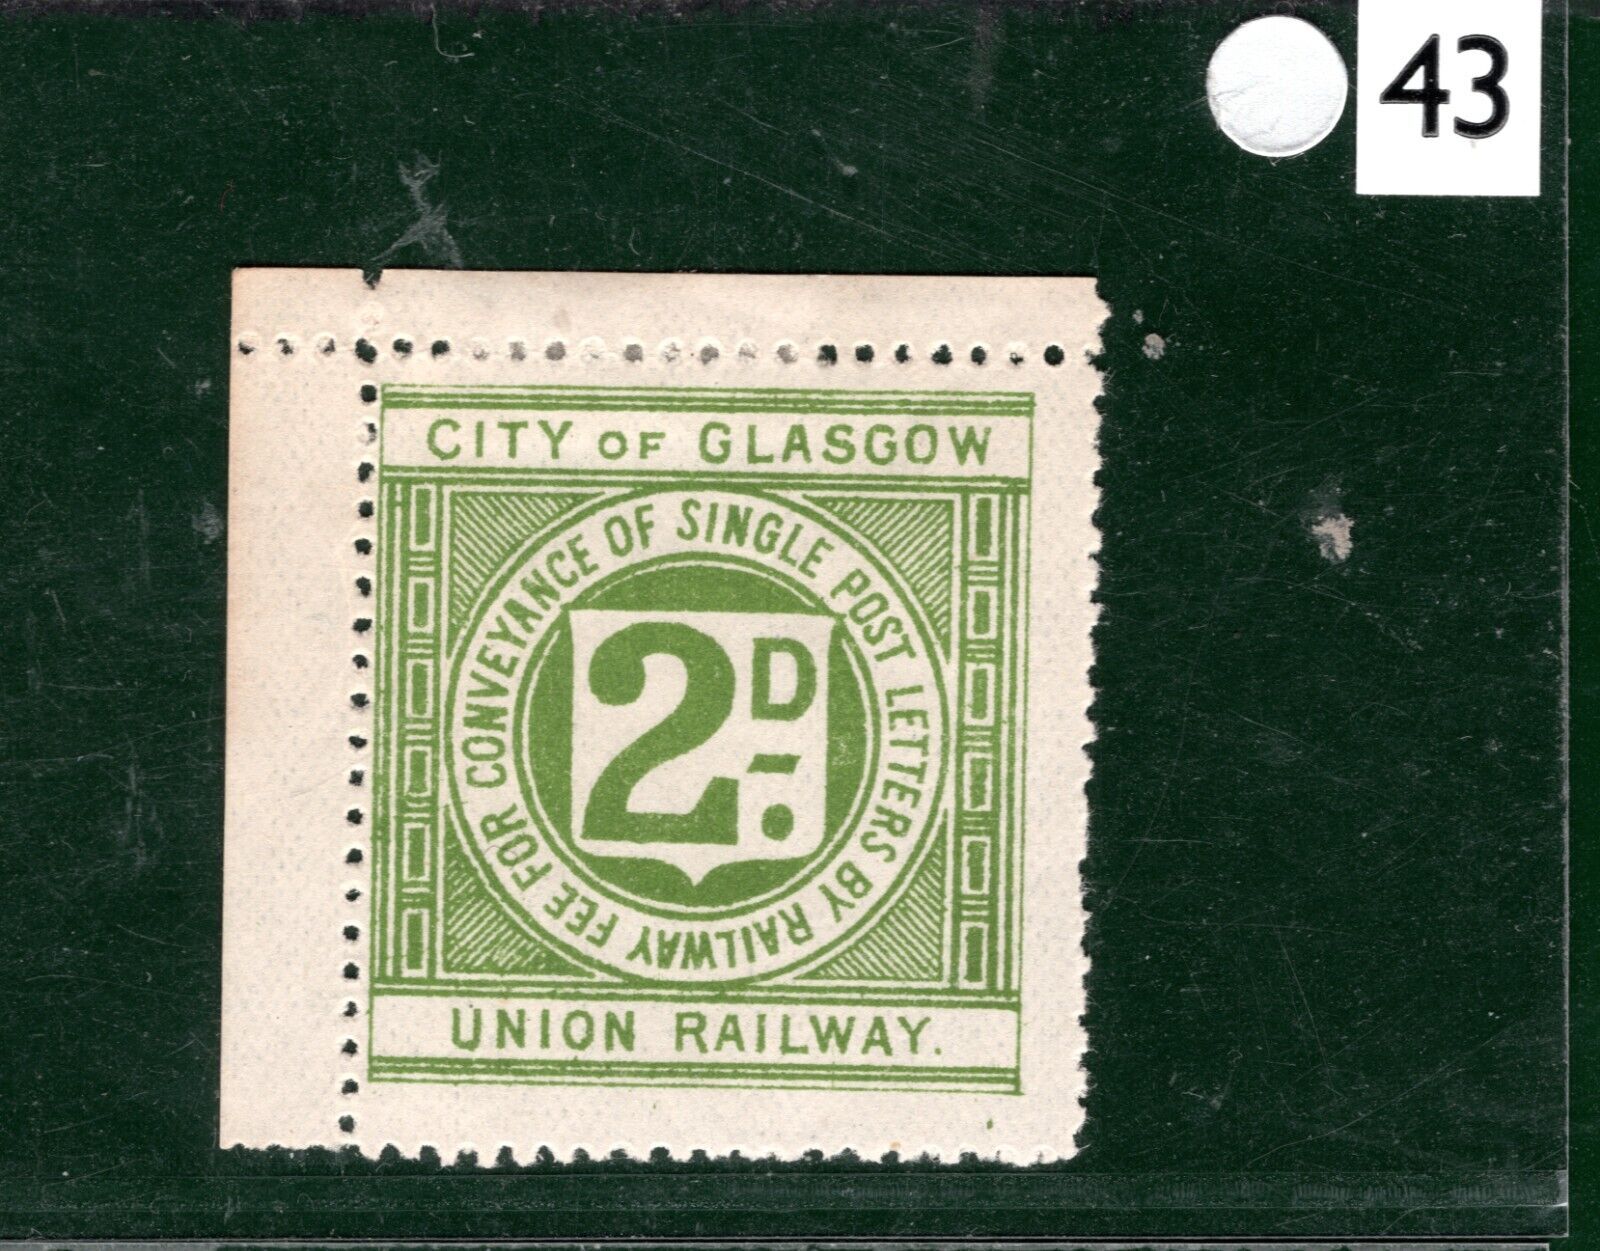 43
CITY OF GLASGOW
RAILWAY FEE FOR CONVEYANCE OF SINGLE POST LETTERS BY
2D.
UNION RAILWAY.